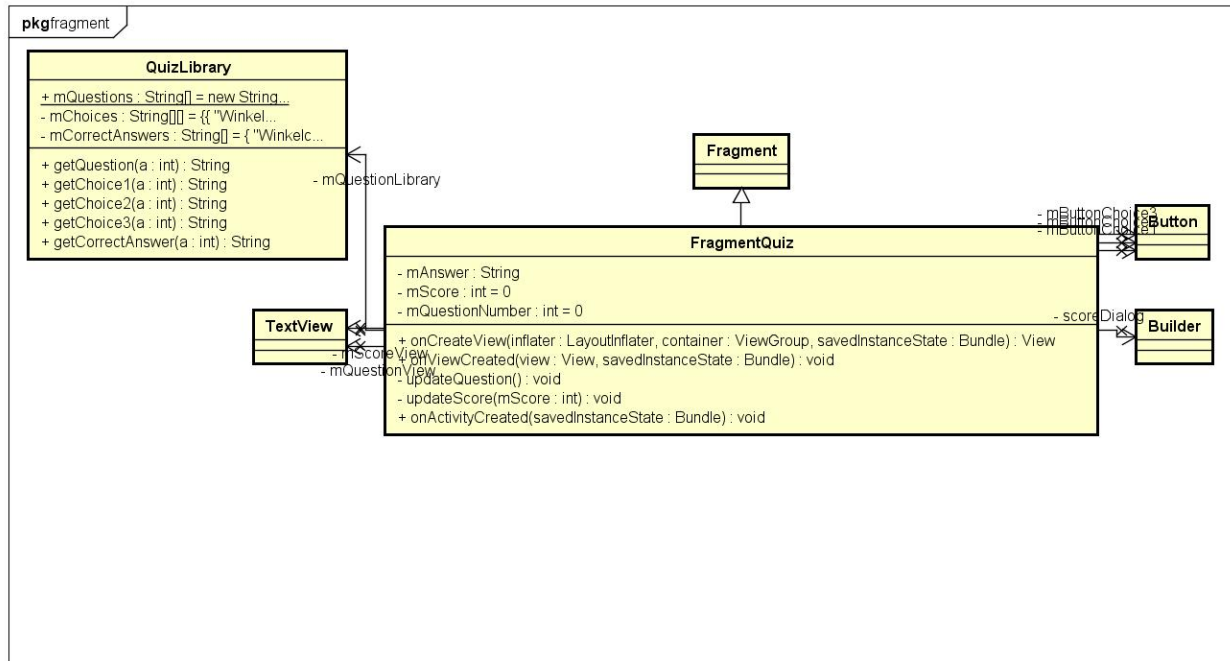 pkg fragment
QuizLibrary
+ mQuestions : String[] = new String...
- mChoices : String[][] = {{ "Winkel...
- mCorrectAnswers : String[] = { "Winkelc...
+ getQuestion(a : int) : String
+ getChoice1(a : int) : String
+ getChoice2(a : int) : String
+ getChoice3(a : int) : String
+ getCorrectAnswer(a : int) : String
- mQuestionLibrary
Fragment
- mButtonChoice3
- mButtonChoice1
Button
FragmentQuiz
- mAnswer : String
- mScore : int = 0
- mQuestionNumber : int = 0
+ onCreateView(inflater : LayoutInflater, container : ViewGroup, savedInstanceState : Bundle) : View
+ onViewCreated(view : View, savedInstanceState : Bundle) : void
- updateQuestion() : void
- updateScore(mScore : int) : void
+ onActivityCreated(savedInstanceState : Bundle) : void
TextView
- mScoreView
- mQuestionView
- scoreDialog
Builder